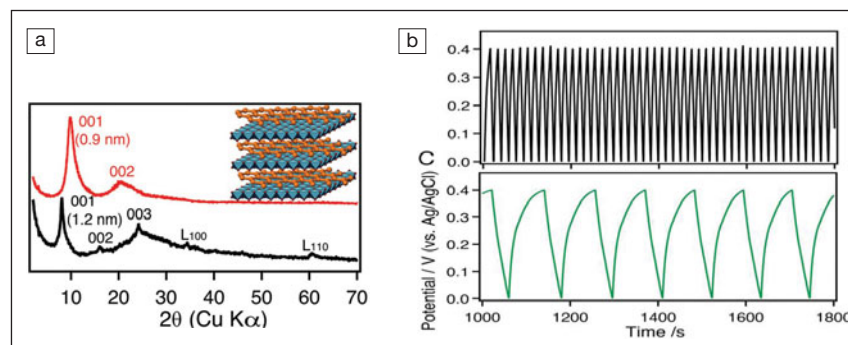 a
001
(0.9 nm)
002
001
(1.2 nm)
002
003
L100
L110
10 20 30 40 50 60 70
2θ (Cu Kα)
b
0.4
0.3
0.2
0.1
0.0
C
0.4
0.3
0.2
0.1
0.0
Potential / V (vs. Ag/AgCl)
1000 1200 1400 1600 1800
Time /s